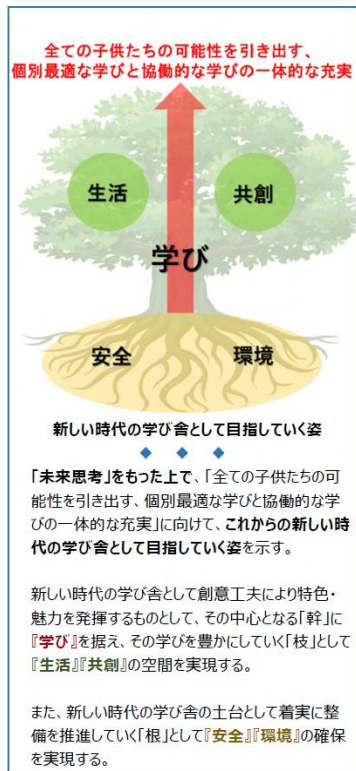 全ての子供たちの可能性を引き出す、
個別最適な学びと協働的な学びの一体的な充実
生活
共創
学び
安全
環境
新しい時代の学び舎として目指していく姿
◆ ◆ ◆
「未来思考」をもった上で、「全ての子供たちの可
能性を引き出す、個別最適な学びと協働的な学
びの一体的な充実」に向けて、これからの新しい時
代の学び舎として目指していく姿を示す。
新しい時代の学び舎として創意工夫により特色・
魅力を発揮するものとして、その中心となる「幹」に
『学び』を据え、その学びを豊かにしていく「枝」として
『生活』『共創』の空間を実現する。
また、新しい時代の学び舎の土台として着実に整
備を推進していく「根」として『安全』『環境』の確保
を実現する。